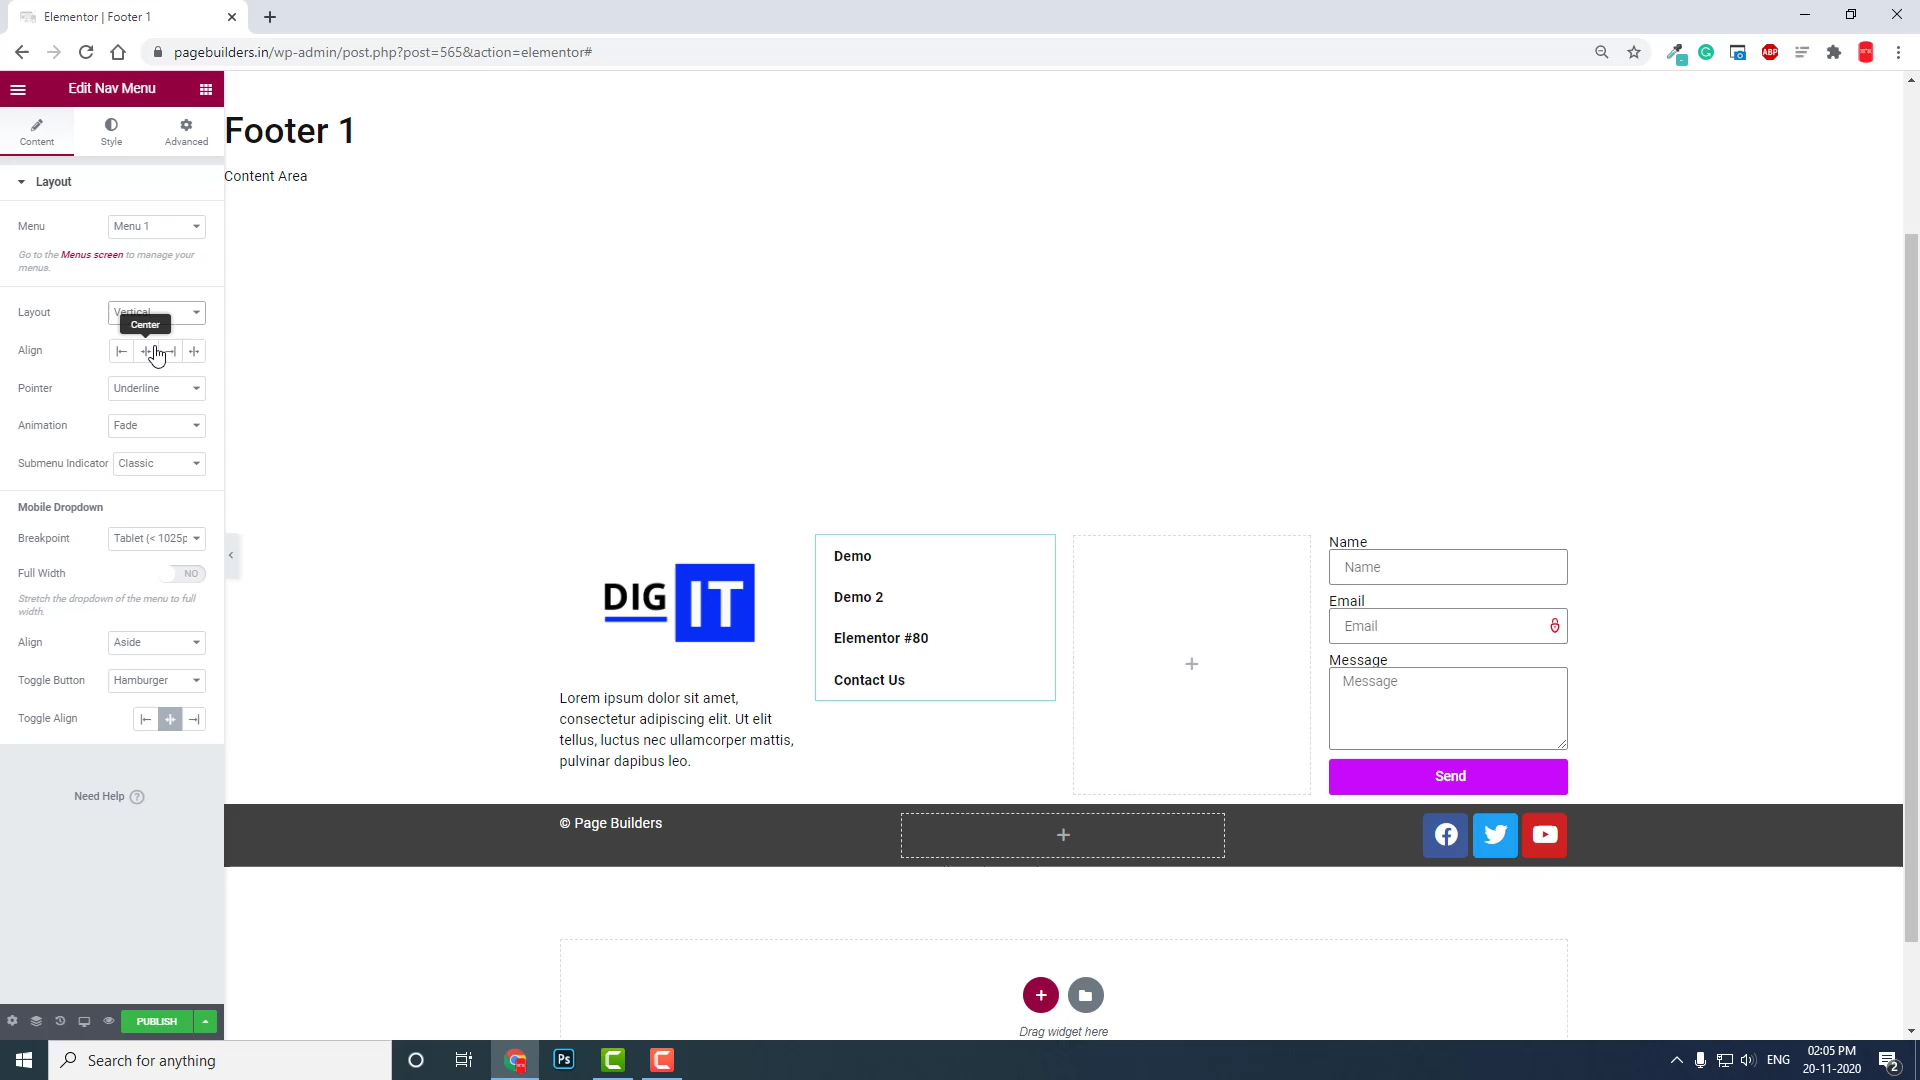 Elementor | Footer 1
pagebuilders.in/wp-admin/post.php?post=565&action=elementor#
ABP
Edit Nav Menu
Content
Style
Advanced
Layout
Menu
Menu 1
Go to the Menus screen to manage your
menus.
Layout
Vertical
Center
Align
Pointer
Underline
Animation
Fade
Submenu Indicator
Classic
Mobile Dropdown
Breakpoint
Tablet (< 1025p
Full Width
NO
Stretch the dropdown of the menu to full
width.
Align
Aside
Toggle Button
Hamburger
Toggle Align
Need Help
PUBLISH
Footer 1
Content Area
DIG IT
Lorem ipsum dolor sit amet,
consectetur adipiscing elit. Ut elit
tellus, luctus nec ullamcorper mattis,
pulvinar dapibus leo.
Demo
Demo 2
Elementor #80
Contact Us
Name
Name
Email
Email
Message
Message
Send
© Page Builders
Drag widget here
Search for anything
Ps
ENG
02:05 PM
20-11-2020
2